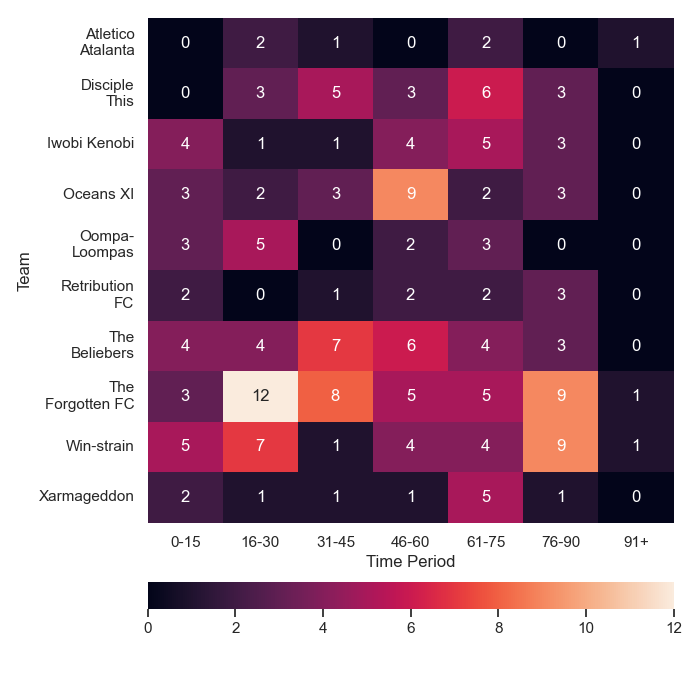 Team
Atletico
Atalanta
0 2 1 0 2 0 1
Disciple
This
0 3 5 3 6 3 0
Iwobi Kenobi
4 1 1 4 5 3 0
Oceans XI
3 2 3 9 2 3 0
Oompa-
Loompas
3 5 0 2 3 0 0
Retribution
FC
2 0 1 2 2 3 0
The
Beliebers
4 4 7 6 4 3 0
The
Forgotten FC
3 12 8 5 5 9 1
Win-strain
5 7 1 4 4 9 1
Xarmageddon
2 1 1 1 5 1 0
0-15 16-30 31-45 46-60 61-75 76-90 91+
Time Period
0 2 4 6 8 10 12